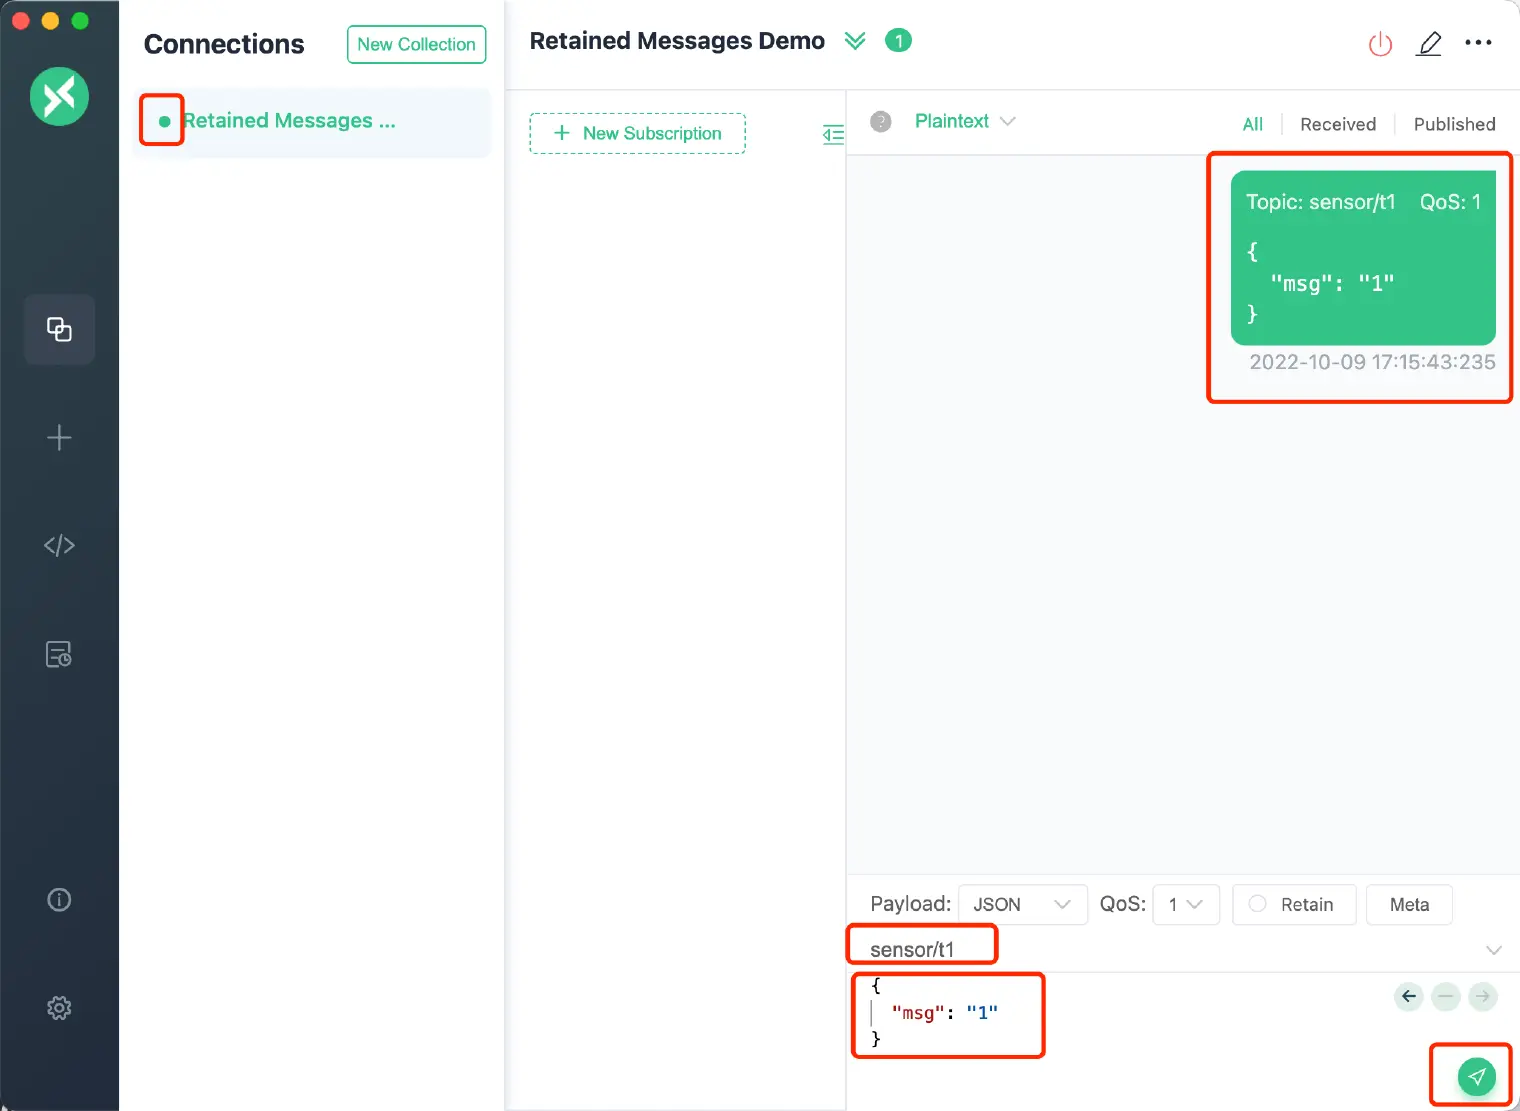 Connections
New Collection
Retained Messages ...
Retained Messages Demo
1
New Subscription
?
Plaintext
All
Received
Published
Topic: sensor/t1 QoS: 1
{
"msg": "1"
}
2022-10-09 17:15:43:235
Payload: JSON QoS: 1 Retain Meta
sensor/t1
{
"msg": "1"
}